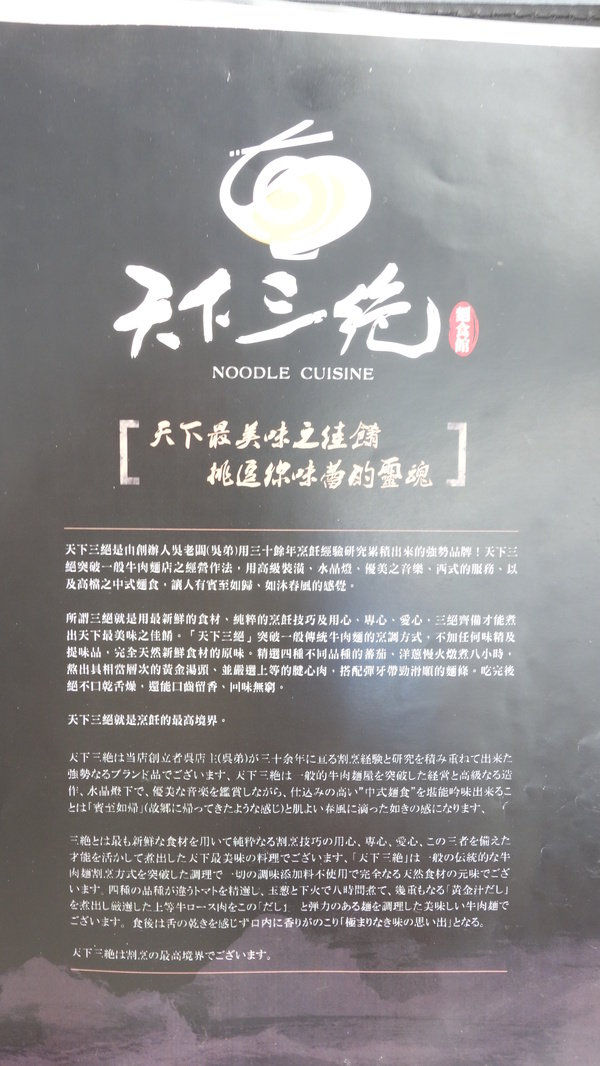 天下三絶
麵食館
NOODLE CUISINE
天下最美味之佳餚
挑逗你味蕾的靈魂
天下三絕是由創辦人吳老闆(吳弟)用三十餘年烹飪經驗研究累積出來的強勢品牌！天下三
絕突破一般牛肉麵店之經營作法，用高級裝潢、水晶燈、優美之音樂、西式的服務、以
及高檔之中式麵食，讓人有賓至如歸、如沐春風的感覺。
所謂三絕就是用最新鮮的食材、純粹的烹飪技巧及用心、專心、愛心，三絕齊備才能煮
出天下最美味之佳餚。「天下三絕」突破一般傳統牛肉麵的烹調方式，不加任何味精及
提味品，完全天然新鮮食材的原味。精選四種不同品種的蕃茄、洋蔥慢火燉煮八小時，
熬出具相當層次的黃金湯頭、並嚴選上等的腱心肉，搭配彈牙帶勁滑順的麵條。吃完後
絕不口乾舌燥，還能口齒留香、回味無窮。
天下三絕就是烹飪的最高境界。
天下三絶は当店創立者呉店主(呉弟)が三十余年に亘る割烹経験と研究を積み重ねて出来た
強勢なるブランド品でございます、天下三絶は一般的牛肉麺屋を突破した経営と高級なる造
作、水晶燈下で、優美な音楽を鑑賞しながら、仕込みの高い"中式麺食"を堪能吟味出来るこ
とは「賓至如帰」(故郷に帰ってきたような感じ)と肌よい春風に満った如きの感になります、
三絶とは最も新鮮な食材を用いて純粋なる割烹技巧の用心、専心、愛心、この三者を備えた
才能を活かして煮出した天下最美味の料理でございます、「天下三絶」は一般の伝統的な牛
肉麺割烹方式を突破した調理で一切の調味添加料不使用で完全なる天然食材の元味でござ
います、四種の品種が違うトマトを精選し、玉葱と下火で八時間煮て、幾重もなる「黄金汁だし」
を煮出し厳選した上等牛ロース肉をこの「だし」 と弾力のある麺を調理した美味しい牛肉麺で
ございます。食後は舌の乾きを感じず口内に香りがのこり「極まりなき味の思い出」となる。
天下三絶は割烹の最高境界でございます。